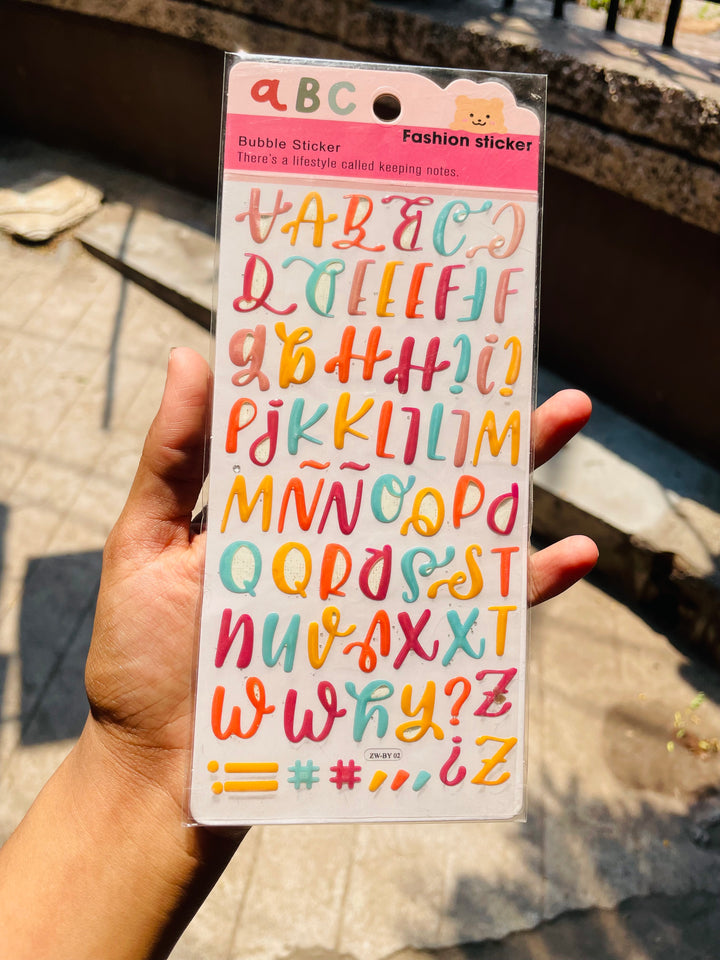 aBC
Fashion sticker
Bubble Sticker
There's a lifestyle called keeping notes.
A A B B C C
D D E E E F F F
g G H H i i i
P J K K L L L L M
M Ñ Ñ O O P P
Q Q R R S S T
n n v v X X T
W W y y ? Z
ZW-BY 02
# # ? Z